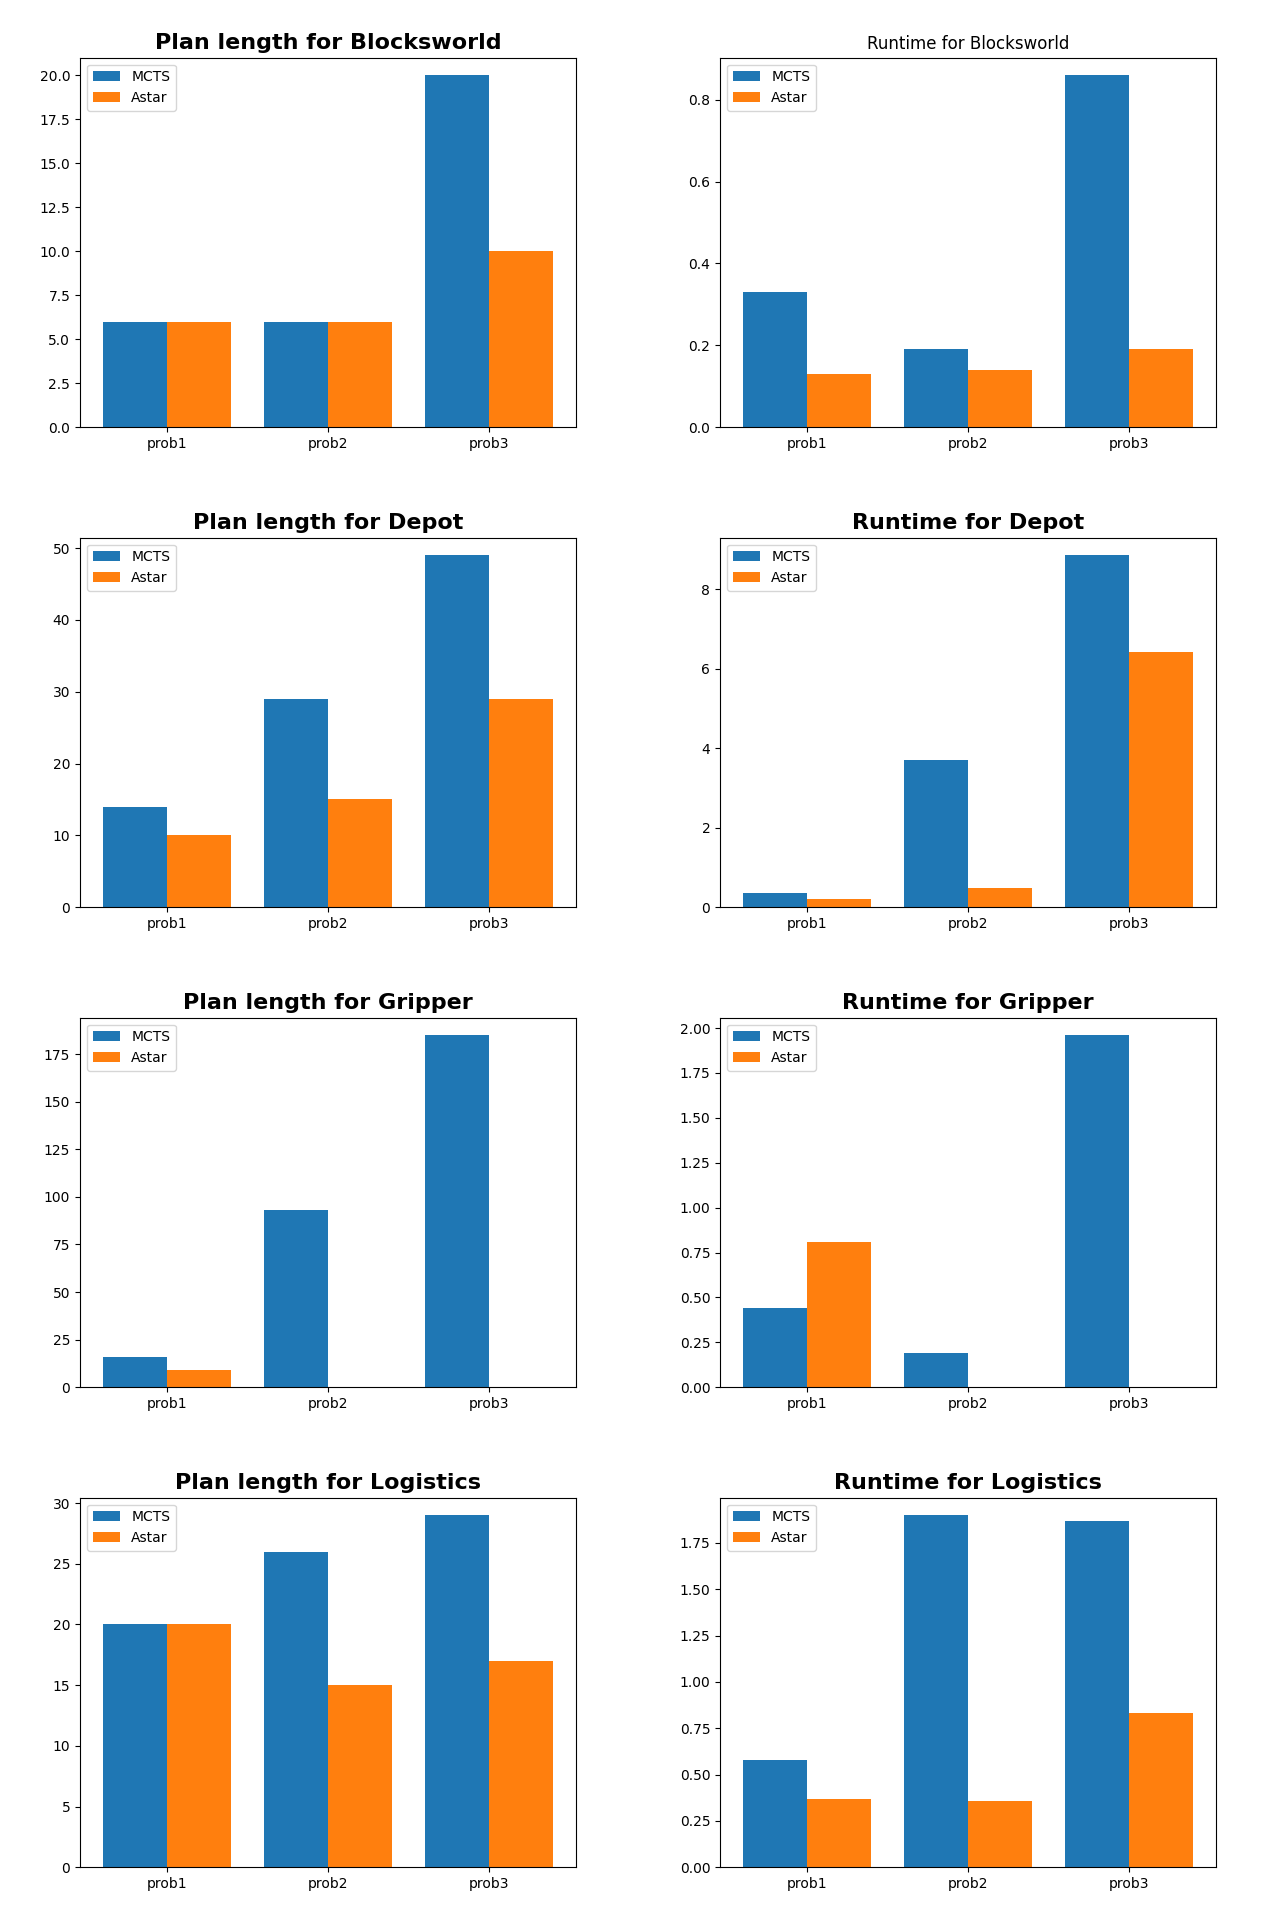 Plan length for Blocksworld
MCTS
Astar
20.0
17.5
15.0
12.5
10.0
7.5
5.0
2.5
0.0
prob1 prob2 prob3
Runtime for Blocksworld
MCTS
Astar
0.8
0.6
0.4
0.2
0.0
prob1 prob2 prob3
Plan length for Depot
MCTS
Astar
50
40
30
20
10
0
prob1 prob2 prob3
Runtime for Depot
MCTS
Astar
8
6
4
2
0
prob1 prob2 prob3
Plan length for Gripper
MCTS
Astar
175
150
125
100
75
50
25
0
prob1 prob2 prob3
Runtime for Gripper
MCTS
Astar
2.00
1.75
1.50
1.25
1.00
0.75
0.50
0.25
0.00
prob1 prob2 prob3
Plan length for Logistics
MCTS
Astar
30
25
20
15
10
5
0
prob1 prob2 prob3
Runtime for Logistics
MCTS
Astar
1.75
1.50
1.25
1.00
0.75
0.50
0.25
0.00
prob1 prob2 prob3